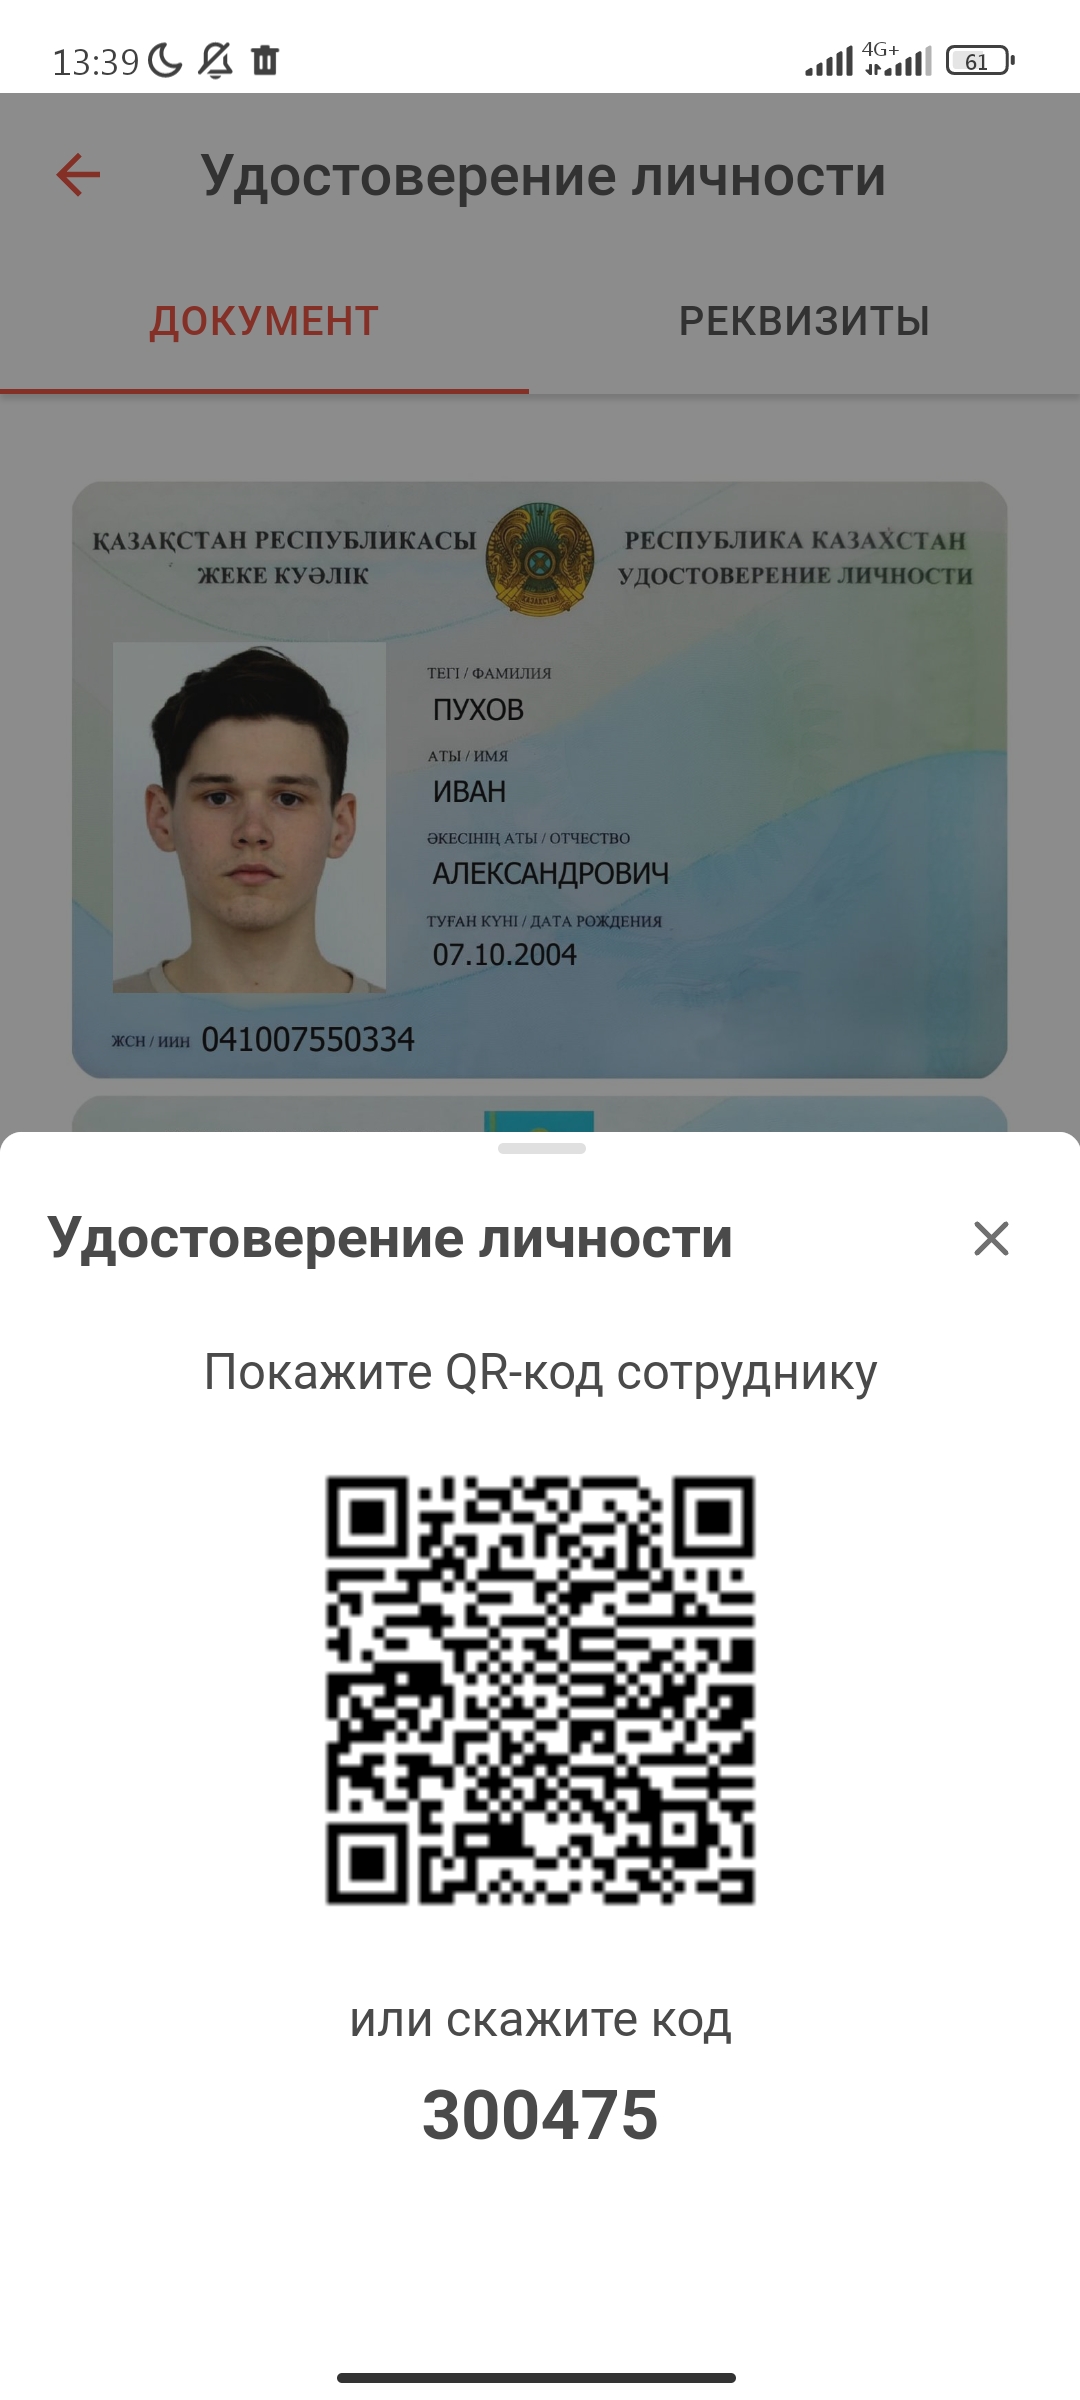 13:39
4G+
61
Удостоверение личности
ДОКУМЕНТ
РЕКВИЗИТЫ
ҚАЗАҚСТАН РЕСПУБЛИКАСЫ
ЖЕКЕ КУӘЛІК
РЕСПУБЛИКА КАЗАХСТАН
УДОСТОВЕРЕНИЕ ЛИЧНОСТИ
ТЕГІ / ФАМИЛИЯ
ПУХОВ
АТЫ / ИМЯ
ИВАН
ӘКЕСІНІҢ АТЫ / ОТЧЕСТВО
АЛЕКСАНДРОВИЧ
ТУҒАН КҮНІ / ДАТА РОЖДЕНИЯ
07.10.2004
ЖСН / ИИН 041007550334
Удостоверение личности
Покажите QR-код сотруднику
или скажите код
300475